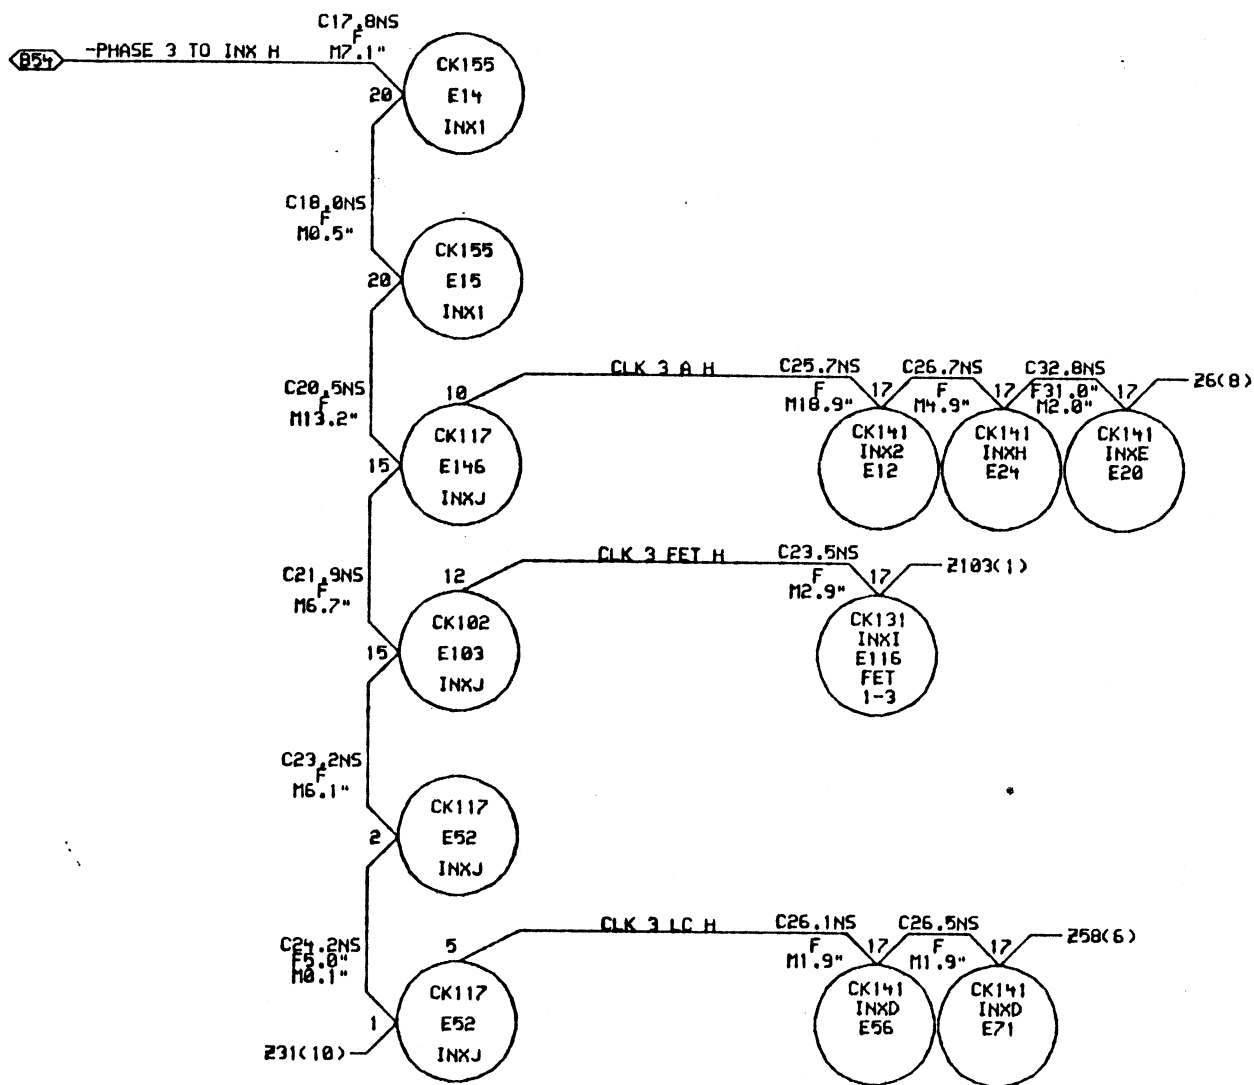 B54
-PHASE 3 TO INX H
C17.8NS
F
M7.1"
20
CK155
E14
INX1
C18.0NS
F
M0.5"
20
CK155
E15
INX1
C20.5NS
F
M13.2"
15
10
CK117
E146
INXJ
CLK 3 A H
C25.7NS
F
M18.9"
17
CK141
INX2
E12
C26.7NS
F
M4.9"
17
CK141
INXH
E24
C32.8NS
F31.0"
M2.0"
17
CK141
INXE
E20
Z6(8)
C21.9NS
F
M6.7"
15
12
CK102
E103
INXJ
CLK 3 FET H
C23.5NS
F
M2.9"
17
CK131
INXI
E116
FET
1-3
Z103(1)
C23.2NS
F
M6.1"
2
CK117
E52
INXJ
C24.2NS
F5.0"
M0.1"
1
5
CK117
E52
INXJ
Z31(10)
CLK 3 LC H
C26.1NS
F
M1.9"
17
CK141
INXD
E56
C26.5NS
F
M1.9"
17
CK141
INXD
E71
Z58(6)